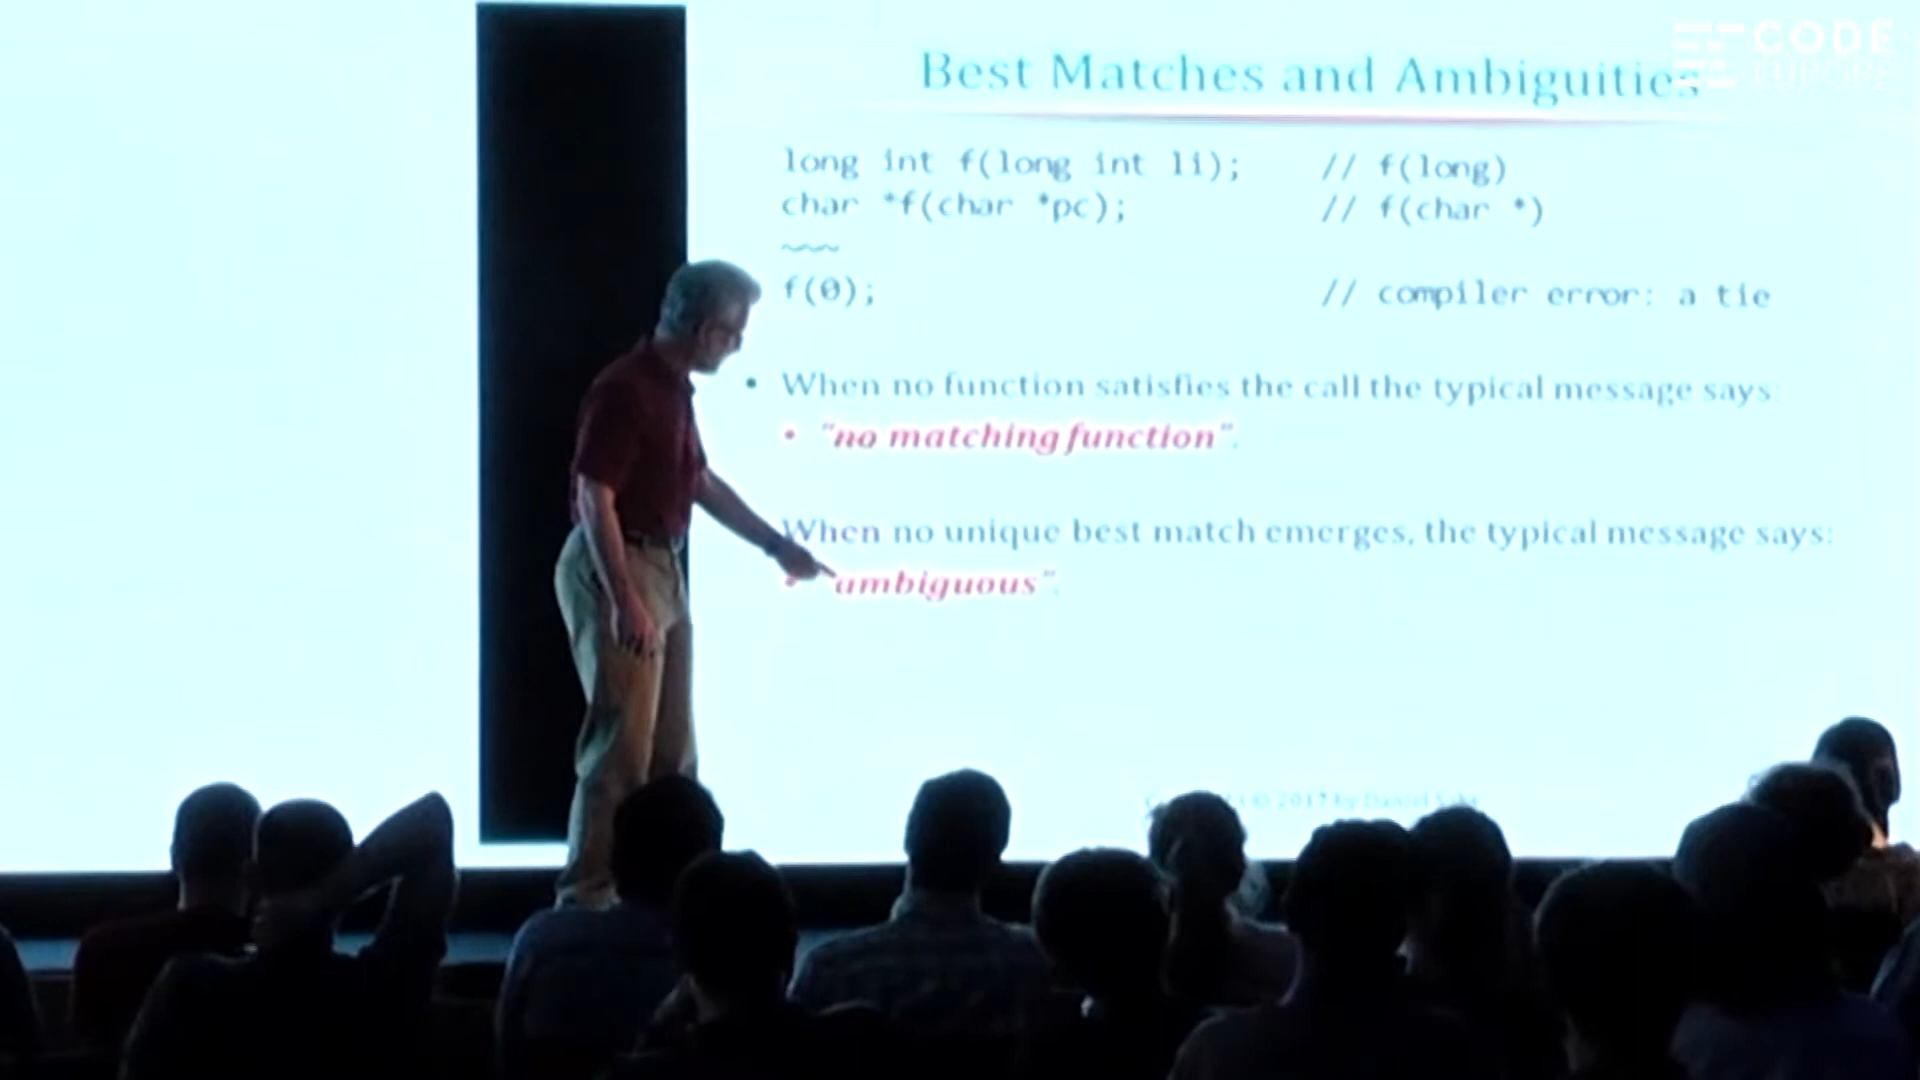 CODE
EUROPE
Best Matches and Ambiguities
long int f(long int li); // f(long)
char *f(char *pc); // f(char *)
~~~
f(0); // compiler error: a tie
• When no function satisfies the call the typical message says:
• "no matching function".
When no unique best match emerges, the typical message says:
• "ambiguous".
© 2017 by Daniel